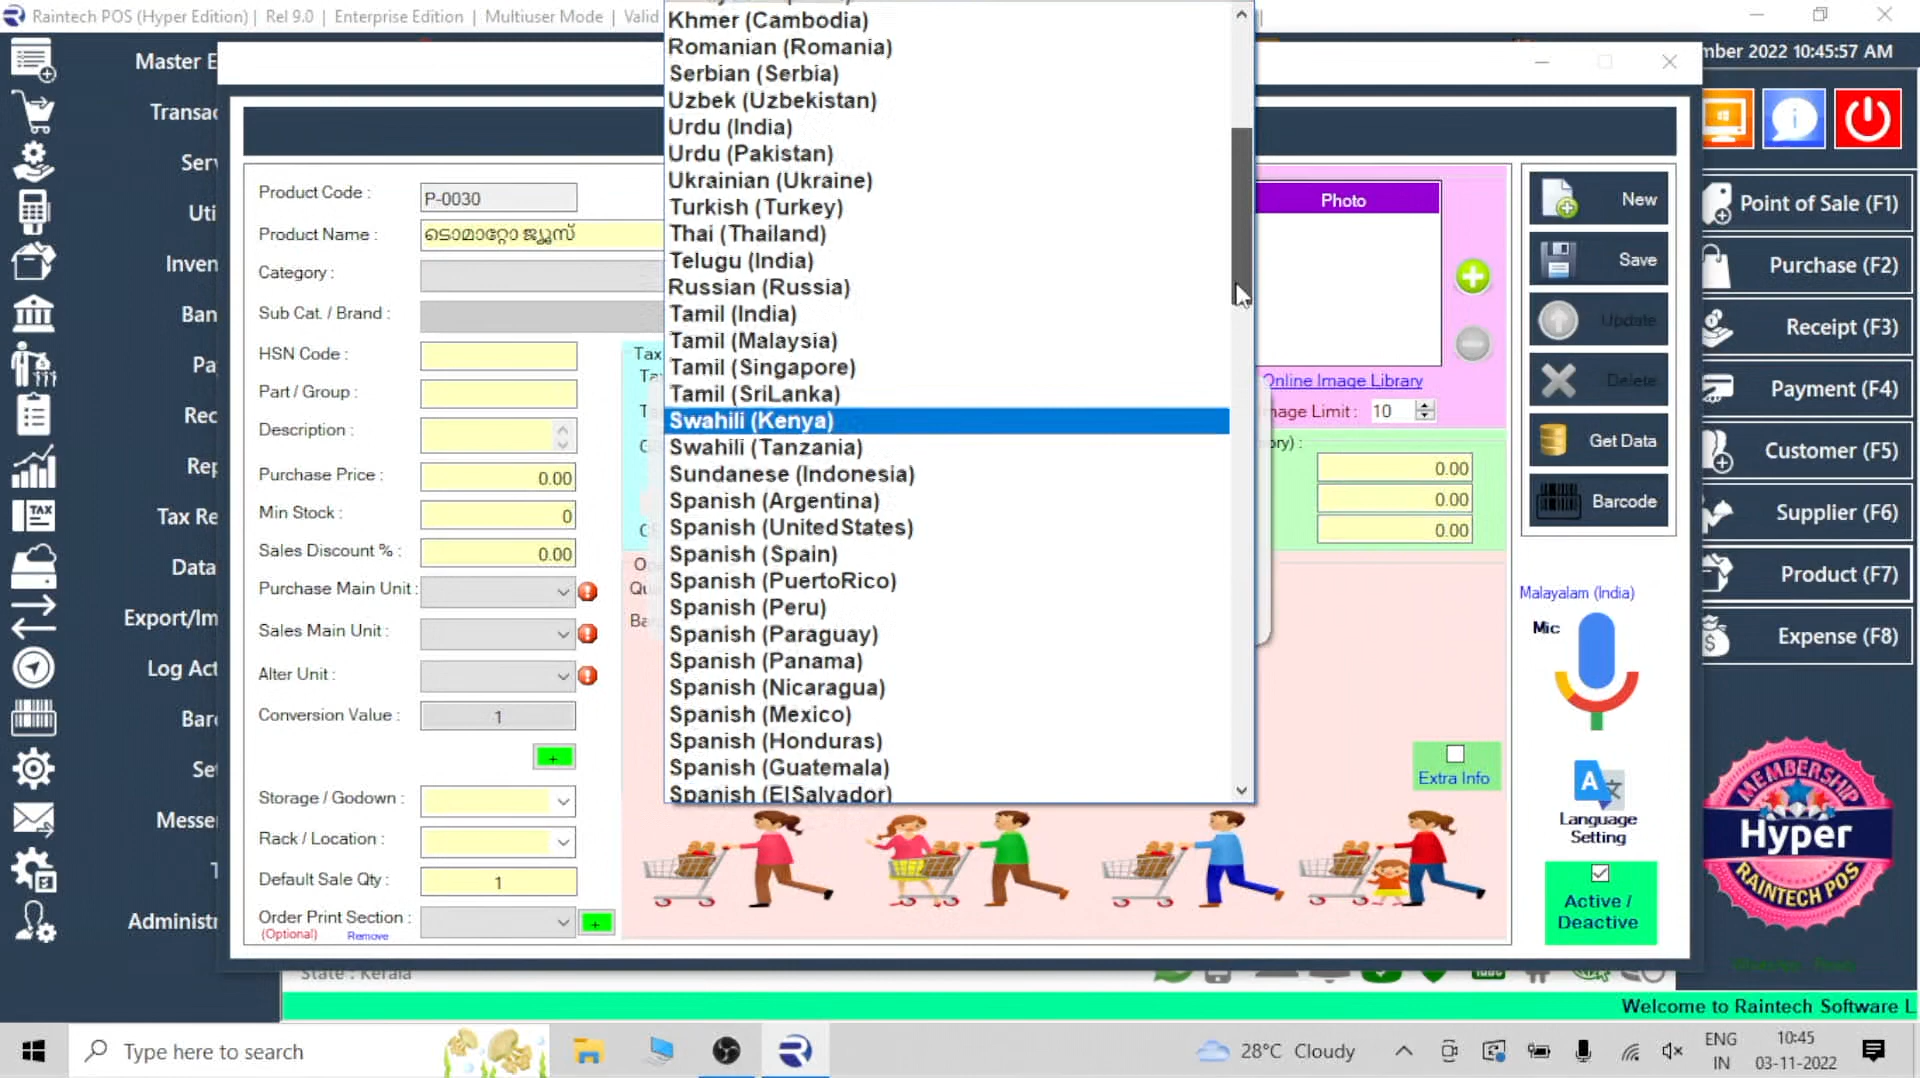 Raintech POS (Hyper Edition) | Rel 9.0 | Enterprise Edition | Multiuser Mode | Valid
Khmer (Cambodia)
Romanian (Romania)
Serbian (Serbia)
Uzbek (Uzbekistan)
Urdu (India)
Urdu (Pakistan)
Ukrainian (Ukraine)
Turkish (Turkey)
Thai (Thailand)
Telugu (India)
Russian (Russia)
Tamil (India)
Tamil (Malaysia)
Tamil (Singapore)
Tamil (SriLanka)
Swahili (Kenya)
Swahili (Tanzania)
Sundanese (Indonesia)
Spanish (Argentina)
Spanish (UnitedStates)
Spanish (Spain)
Spanish (PuertoRico)
Spanish (Peru)
Spanish (Paraguay)
Spanish (Panama)
Spanish (Nicaragua)
Spanish (Mexico)
Spanish (Honduras)
Spanish (Guatemala)
Spanish (ElSalvador)
mber 2022 10:45:57 AM
Master E
Transac
Serv
Uti
Inven
Ban
Pa
Rec
Rep
TAX
Tax Re
Data
Export/Im
Log Act
Bar
Set
Messe
T
Administr
Product Code :
P-0030
Product Name :
ടൊമാറ്റോ ജ്യൂസ്
Category :
Sub Cat. / Brand :
HSN Code :
Part / Group :
Description :
Purchase Price :
0.00
Min Stock :
0
Sales Discount % :
0.00
Purchase Main Unit :
Sales Main Unit :
Alter Unit :
Conversion Value :
1
+
Storage / Godown :
Rack / Location :
Default Sale Qty :
1
Order Print Section :
(Optional)
Remove
+
Tax
Photo
Online Image Library
mage Limit : 10
ory) :
0.00
0.00
0.00
Extra Info
New
Save
Update
Delete
Get Data
Barcode
Malayalam (India)
Mic
A
Language
Setting
Active /
Deactive
Point of Sale (F1)
Purchase (F2)
Receipt (F3)
Payment (F4)
Customer (F5)
Supplier (F6)
Product (F7)
Expense (F8)
MEMBERSHIP
Hyper
RAINTECH POS
State : Kerala
Welcome to Raintech Software L
Type here to search
28°C Cloudy
ENG
IN
10:45
03-11-2022